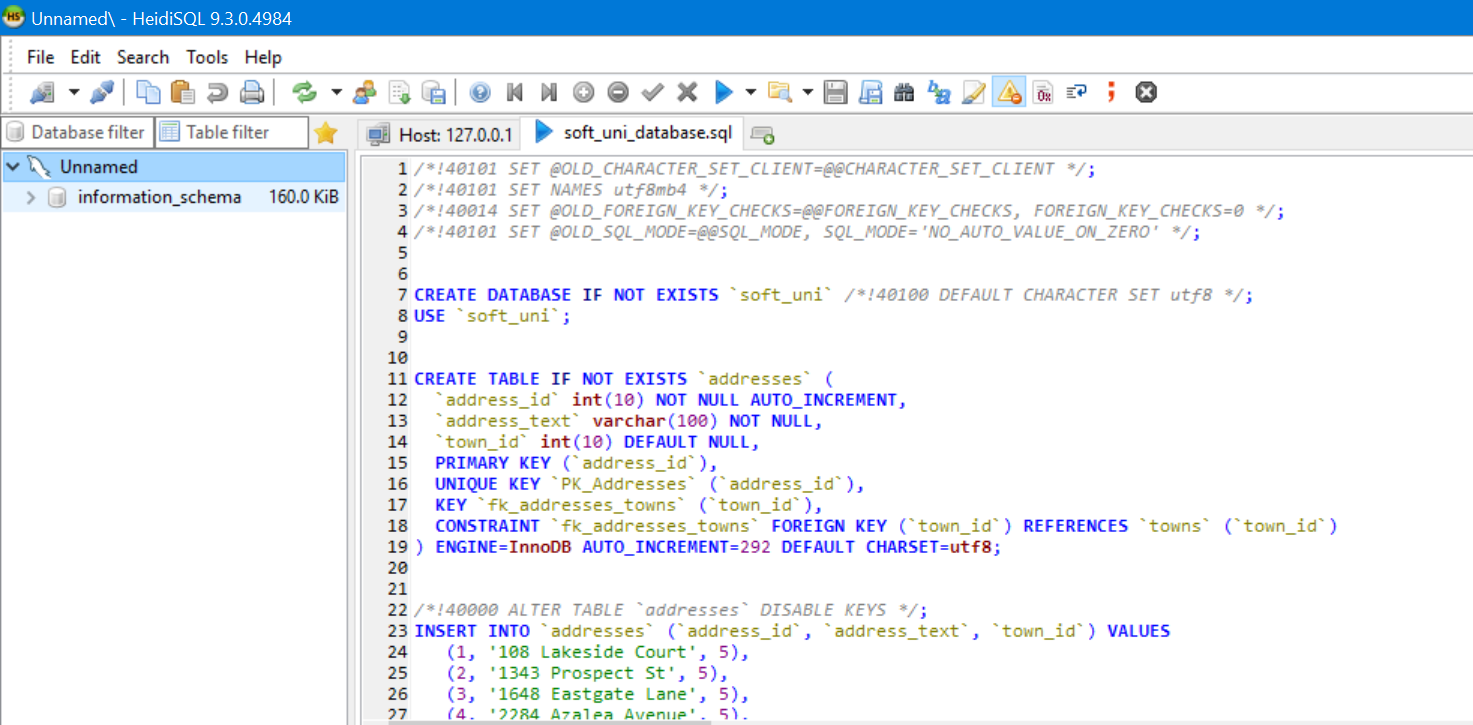 HS Unnamed\ - HeidiSQL 9.3.0.4984
File Edit Search Tools Help
Database filter Table filter Host: 127.0.0.1 soft_uni_database.sql
Unnamed
information_schema 160.0 KiB
1 /*!40101 SET @OLD_CHARACTER_SET_CLIENT=@@CHARACTER_SET_CLIENT */;
2 /*!40101 SET NAMES utf8mb4 */;
3 /*!40014 SET @OLD_FOREIGN_KEY_CHECKS=@@FOREIGN_KEY_CHECKS, FOREIGN_KEY_CHECKS=0 */;
4 /*!40101 SET @OLD_SQL_MODE=@@SQL_MODE, SQL_MODE='NO_AUTO_VALUE_ON_ZERO' */;
5
6
7 CREATE DATABASE IF NOT EXISTS `soft_uni` /*!40100 DEFAULT CHARACTER SET utf8 */;
8 USE `soft_uni`;
9
10
11 CREATE TABLE IF NOT EXISTS `addresses` (
12 `address_id` int(10) NOT NULL AUTO_INCREMENT,
13 `address_text` varchar(100) NOT NULL,
14 `town_id` int(10) DEFAULT NULL,
15 PRIMARY KEY (`address_id`),
16 UNIQUE KEY `PK_Addresses` (`address_id`),
17 KEY `fk_addresses_towns` (`town_id`),
18 CONSTRAINT `fk_addresses_towns` FOREIGN KEY (`town_id`) REFERENCES `towns` (`town_id`)
19 ) ENGINE=InnoDB AUTO_INCREMENT=292 DEFAULT CHARSET=utf8;
20
21
22 /*!40000 ALTER TABLE `addresses` DISABLE KEYS */;
23 INSERT INTO `addresses` (`address_id`, `address_text`, `town_id`) VALUES
24 (1, '108 Lakeside Court', 5),
25 (2, '1343 Prospect St', 5),
26 (3, '1648 Eastgate Lane', 5),
27 (4, '2284 Azalea Avenue', 5),